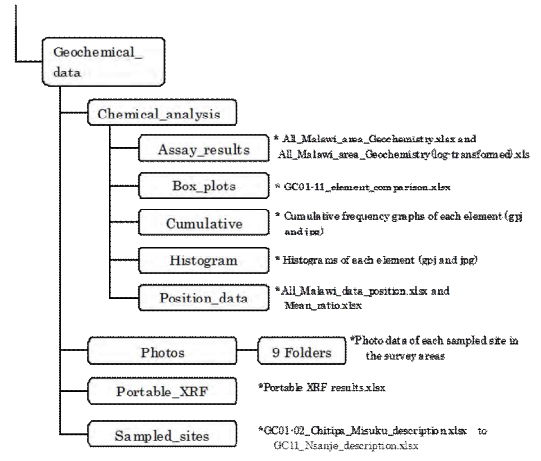 Geochemical_
data
Chemical_analysis
Assay_results
* All_Malawi_area_Geochemistry.xlsx and
All_Malawi_area_Geochemistry(log-transformed).xls
Box_plots
* GC01-11_element_comparison.xlsx
Cumulative
* Cumulative frequency graphs of each element (gpj
and jpg)
Histogram
* Histograms of each element (gpj and jpg)
Position_data
*All_Malawi_data_position.xlsx and
Mean_ratio.xlsx
Photos
9 Folders
*Photo data of each sampled site in
the survey areas
Portable_XRF
*Portable XRF results.xlsx
Sampled_sites
*GC01-02_Chitipa_Misuku_description.xlsx to
GC11_Nsanje_description.xlsx